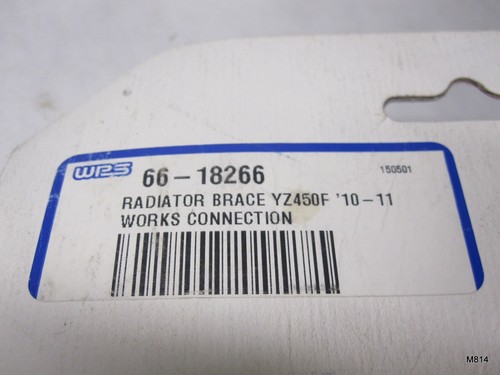 WPS 66-18266 150501
RADIATOR BRACE YZ450F '10-11
WORKS CONNECTION
M814